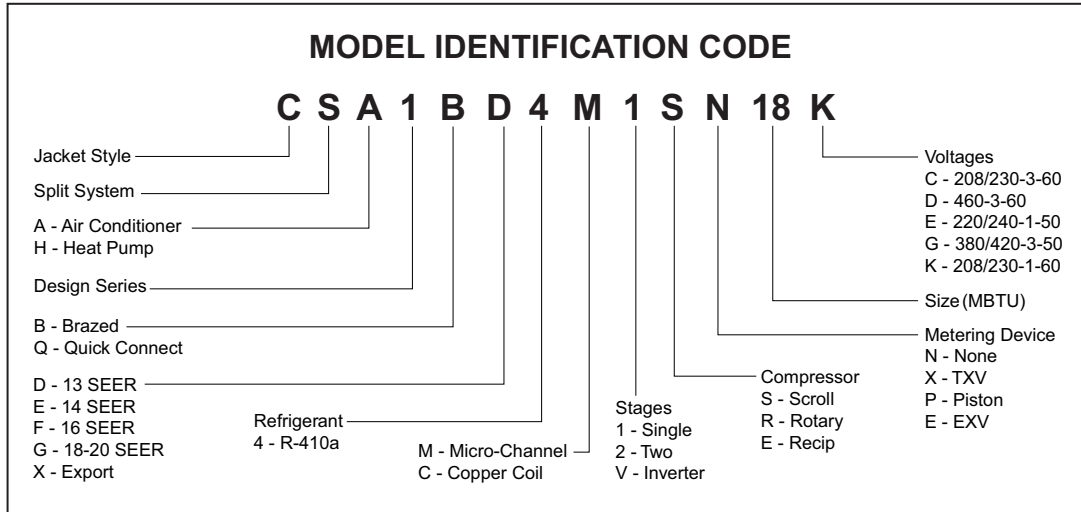 MODEL IDENTIFICATION CODE
C S A 1 B D 4 M 1 S N 18 K
Jacket Style
Split System
A - Air Conditioner
H - Heat Pump
Design Series
B - Brazed
Q - Quick Connect
D - 13 SEER
E - 14 SEER
F - 16 SEER
G - 18-20 SEER
X - Export
Refrigerant
4 - R-410a
M - Micro-Channel
C - Copper Coil
Stages
1 - Single
2 - Two
V - Inverter
Compressor
S - Scroll
R - Rotary
E - Recip
Voltages
C - 208/230-3-60
D - 460-3-60
E - 220/240-1-50
G - 380/420-3-50
K - 208/230-1-60
Size (MBTU)
Metering Device
N - None
X - TXV
P - Piston
E - EXV